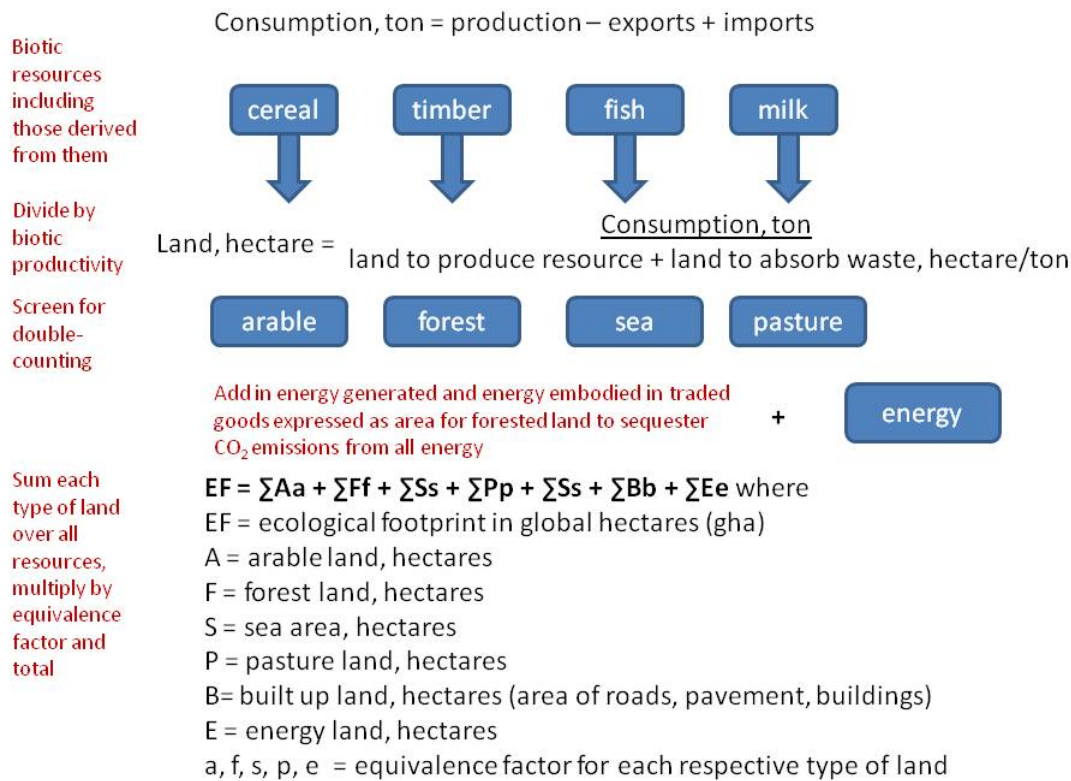 Consumption, ton = production – exports + imports
Biotic
resources
including
those derived
from them
cereal
timber
fish
milk
Divide by
biotic
productivity
Land, hectare =
Consumption, ton
land to produce resource + land to absorb waste, hectare/ton
Screen for
double-
counting
arable
forest
sea
pasture
Add in energy generated and energy embodied in traded
goods expressed as area for forested land to sequester
CO₂ emissions from all energy
+
energy
Sum each
type of land
over all
resources,
multiply by
equivalence
factor and
total
EF = ∑Aa + ∑Ff + ∑Ss + ∑Pp + ∑Ss + ∑Bb + ∑Ee where
EF = ecological footprint in global hectares (gha)
A = arable land, hectares
F = forest land, hectares
S = sea area, hectares
P = pasture land, hectares
B= built up land, hectares (area of roads, pavement, buildings)
E = energy land, hectares
a, f, s, p, e = equivalence factor for each respective type of land